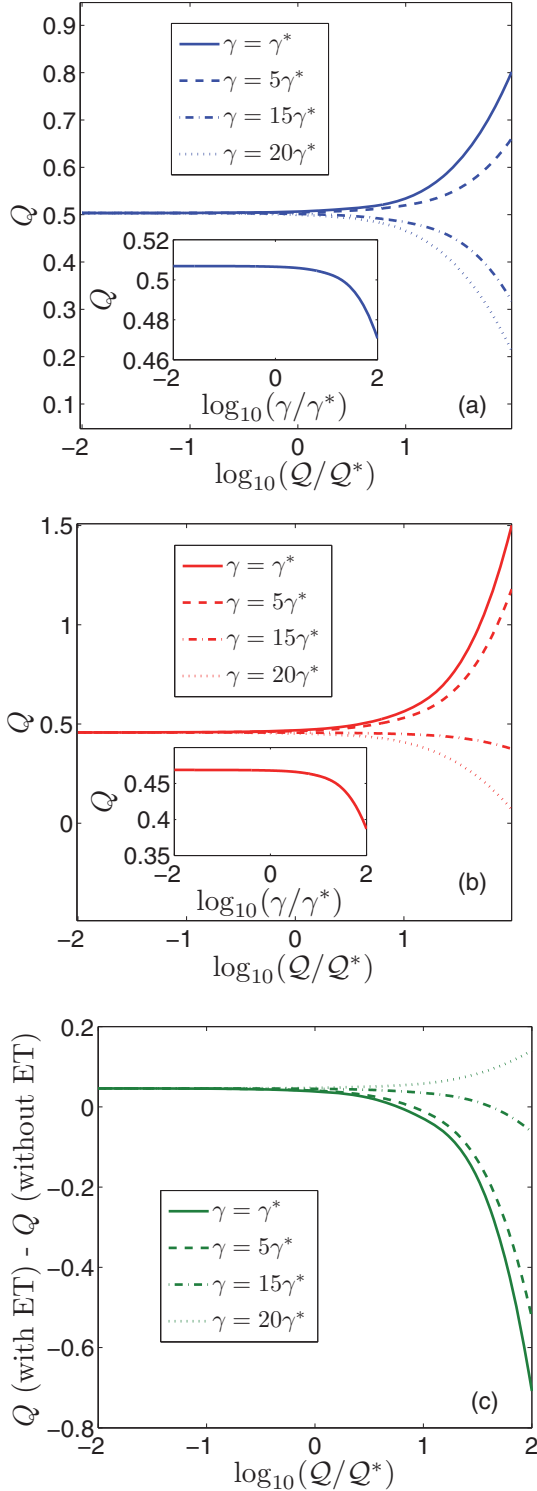 0.9
0.8
0.7
0.6
0.5
0.4
0.3
0.2
0.1
Q
γ = γ*
γ = 5γ*
γ = 15γ*
γ = 20γ*
0.52
0.5
0.48
0.46
Q
−2 0 2
log₁₀(γ/γ*)
(a)
−2 −1 0 1
log₁₀(𝒬/𝒬*)
1.5
1
0.5
0
Q
γ = γ*
γ = 5γ*
γ = 15γ*
γ = 20γ*
0.45
0.4
0.35
Q
−2 0 2
log₁₀(γ/γ*)
(b)
−2 −1 0 1
log₁₀(𝒬/𝒬*)
0.2
0
−0.2
−0.4
−0.6
−0.8
Q (with ET) - Q (without ET)
γ = γ*
γ = 5γ*
γ = 15γ*
γ = 20γ*
(c)
−2 −1 0 1 2
log₁₀(𝒬/𝒬*)